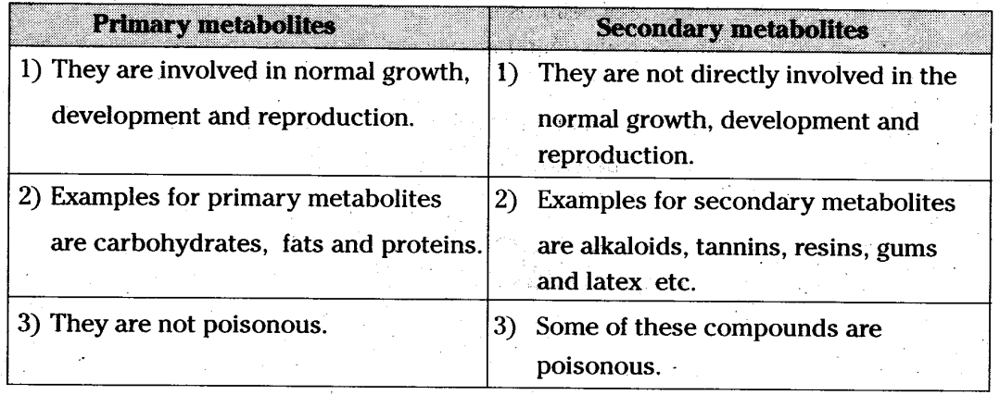 Primary metabolites
Secondary metabolites
1) They are involved in normal growth,
development and reproduction.
1) They are not directly involved in the
normal growth, development and
reproduction.
2) Examples for primary metabolites
are carbohydrates, fats and proteins.
2) Examples for secondary metabolites
are alkaloids, tannins, resins, gums
and latex etc.
3) They are not poisonous.
3) Some of these compounds are
poisonous.